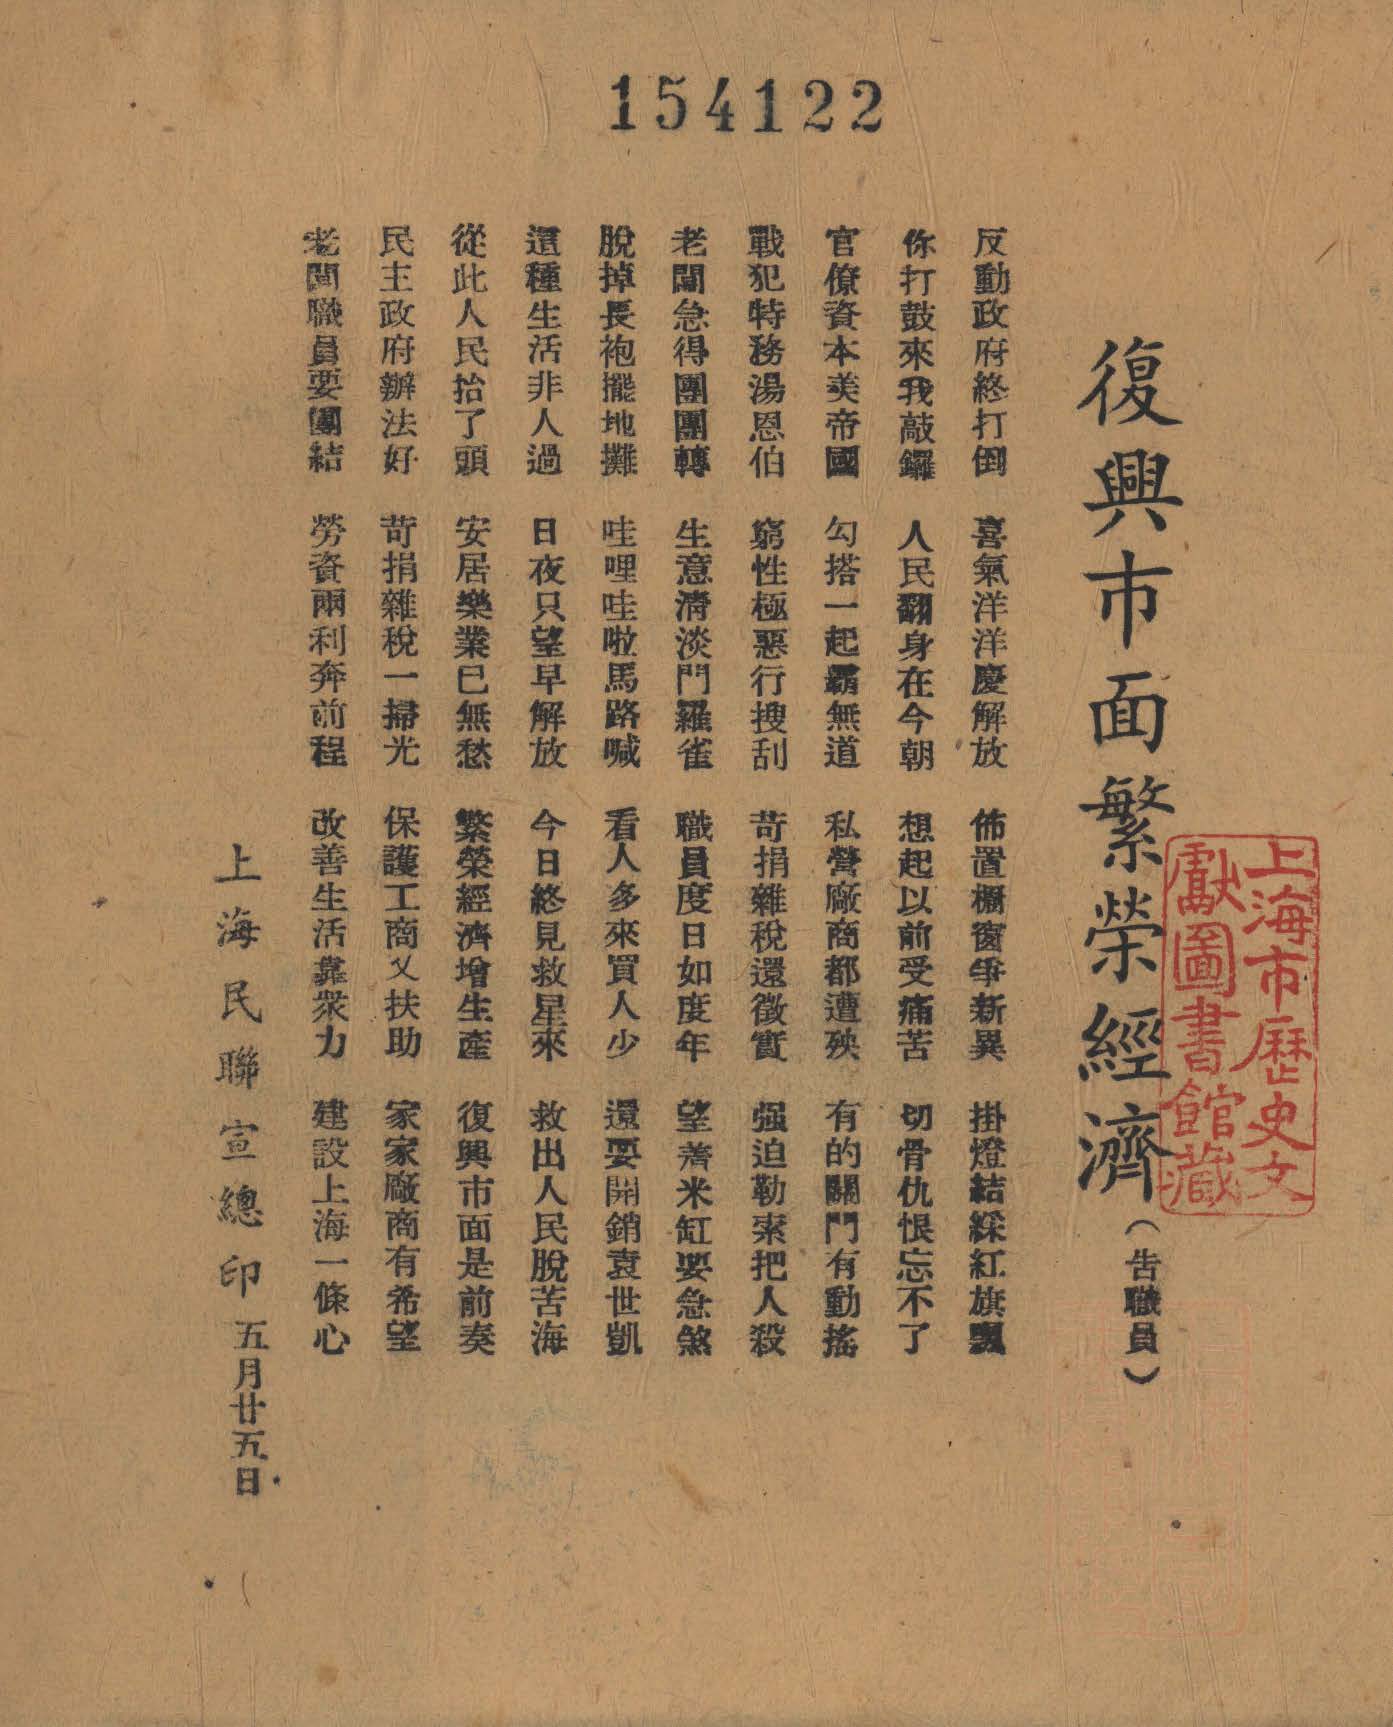 154122
復興市面繁榮經濟（告職員）
反動政府終打倒 喜氣洋洋慶解放 佈置櫥窗爭新異 掛燈結綵紅旗飄
你打鼓來我敲鑼 人民翻身在今朝 想起以前受痛苦 切骨仇恨忘不了
官僚資本美帝國 勾搭一起霸無道 私營廠商都遭殃 有的關門有動搖
戰犯特務湯恩伯 窮性極惡行搜刮 苛捐雜稅還徵實 强迫勒索把人殺
老闆急得團團轉 生意清淡門羅雀 職員度日如度年 望着米缸要急煞
脫掉長袍擺地攤 哇哩哇啦馬路喊 看人多來買人少 還要開銷袁世凱
這種生活非人過 日夜只望早解放 今日終見救星來 救出人民脫苦海
從此人民抬了頭 安居樂業已無愁 繁榮經濟增生產 復興市面是前奏
民主政府辦法好 苛捐雜稅一掃光 保護工商又扶助 家家廠商有希望
老闆職員要團結 勞資兩利奔前程 改善生活靠衆力 建設上海一條心
上海民聯宣總印 五月廿五日
上海市歷史文
獻圖書館藏